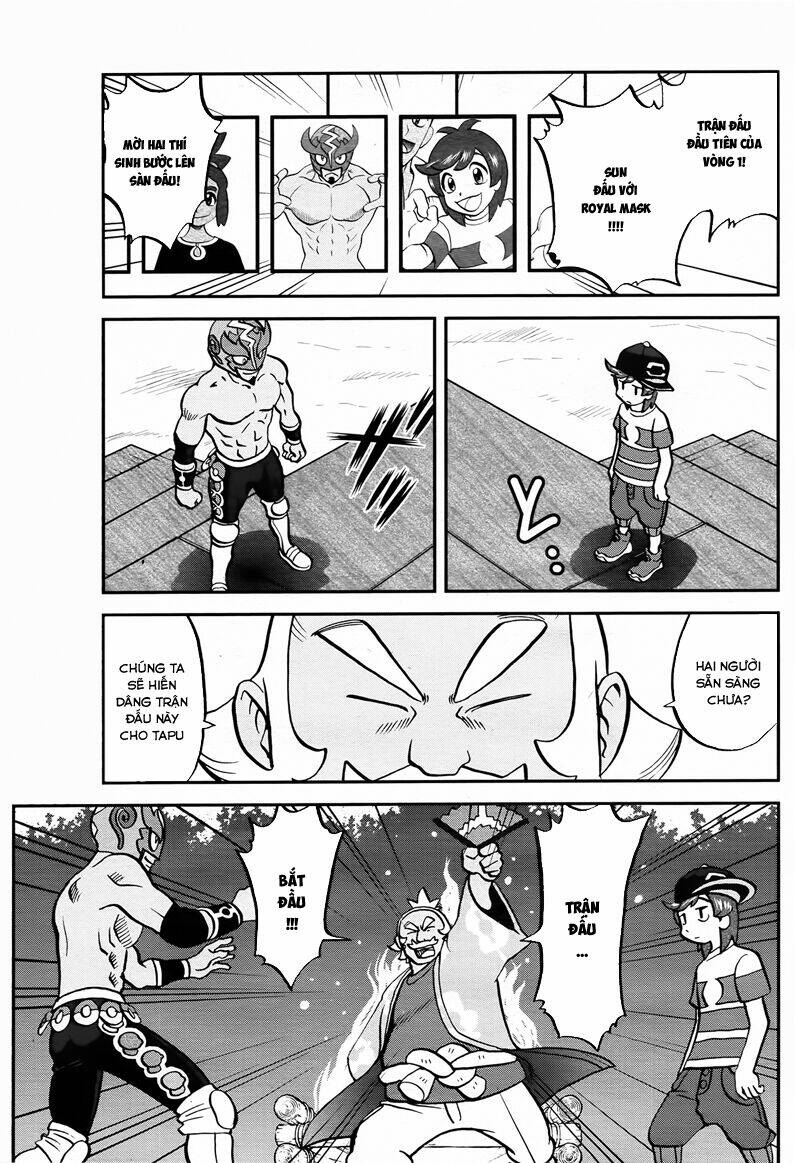 TRẬN ĐẤU
ĐẦU TIÊN CỦA
VÒNG 1!
SUN
ĐẤU VỚI
ROYAL MASK
!!!!
MỜI HAI THÍ
SINH BƯỚC LÊN
SÀN ĐẤU!
HAI NGƯỜI
SẴN SÀNG
CHƯA?
CHÚNG TA
SẼ HIẾN
DÂNG TRẬN
ĐẤU NÀY
CHO TAPU
TRẬN
ĐẤU
...
BẮT
ĐẦU
!!!